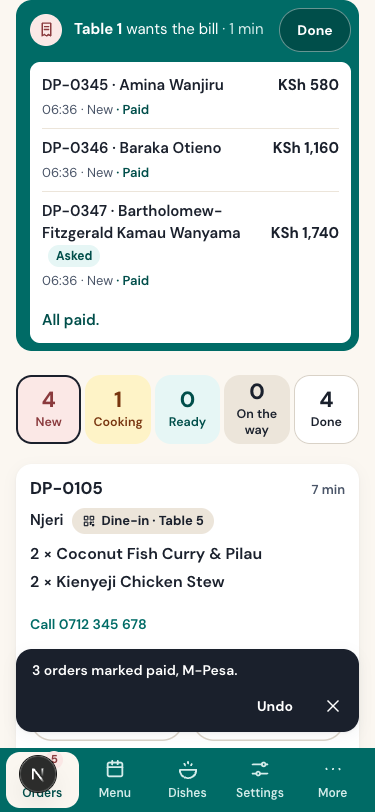 Table 1 wants the bill · 1 min
Done
DP-0345 · Amina Wanjiru
KSh 580
06:36 · New · Paid
DP-0346 · Baraka Otieno
KSh 1,160
06:36 · New · Paid
DP-0347 · Bartholomew-
Fitzgerald Kamau Wanyama
KSh 1,740
Asked
06:36 · New · Paid
All paid.
4
New
1
Cooking
0
Ready
0
On the
way
4
Done
DP-0105
7 min
Njeri
Dine-in · Table 5
2 × Coconut Fish Curry & Pilau
2 × Kienyeji Chicken Stew
Call 0712 345 678
3 orders marked paid, M-Pesa.
Undo
5
N
Orders
Menu
Dishes
Settings
More